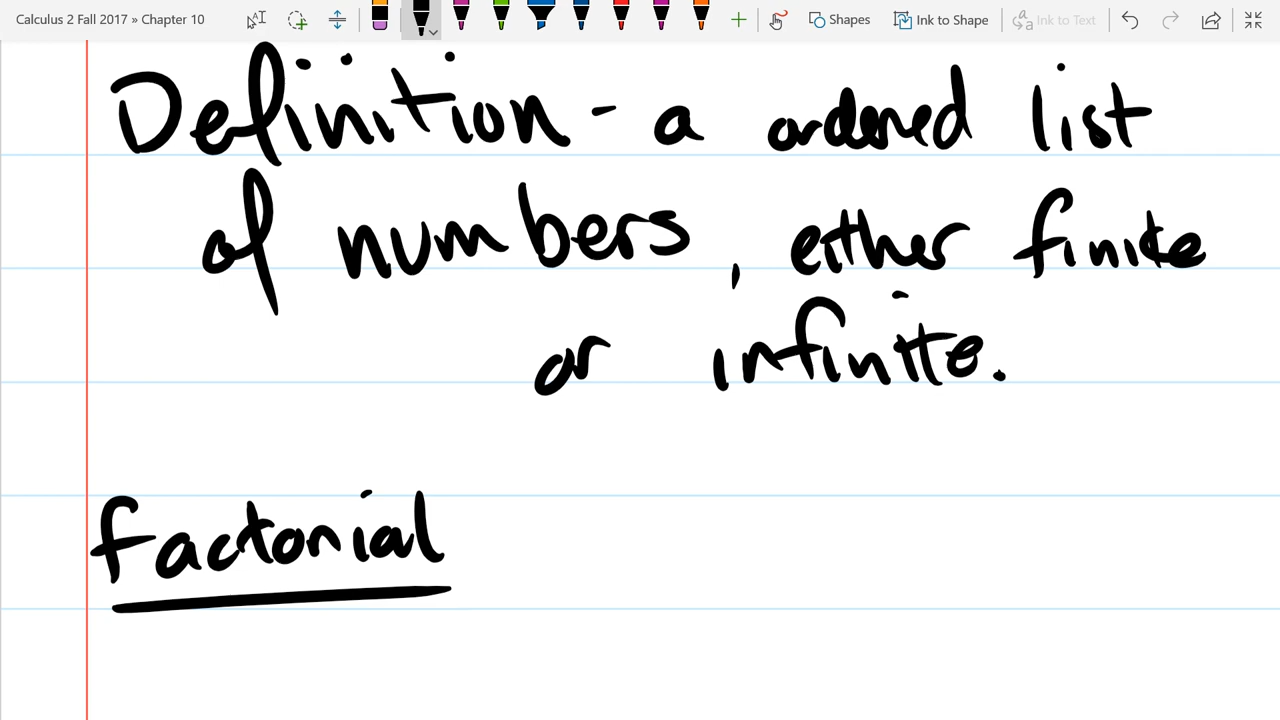 Calculus 2 Fall 2017 » Chapter 10
Shapes
Ink to Shape
Ink to Text
Definition - a ordered list
of numbers, either finite
or infinite.
factorial